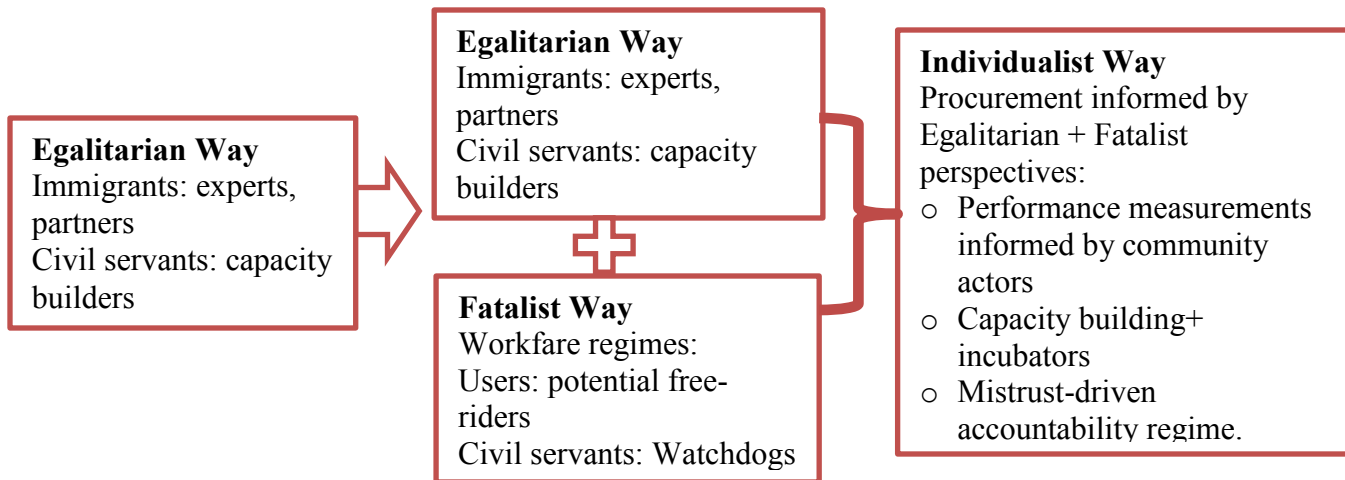 Egalitarian Way
Immigrants: experts,
partners
Civil servants: capacity
builders
Egalitarian Way
Immigrants: experts,
partners
Civil servants: capacity
builders
Fatalist Way
Workfare regimes:
Users: potential free-
riders
Civil servants: Watchdogs
Individualist Way
Procurement informed by
Egalitarian + Fatalist
perspectives:
o Performance measurements
informed by community
actors
o Capacity building+
incubators
o Mistrust-driven
accountability regime.